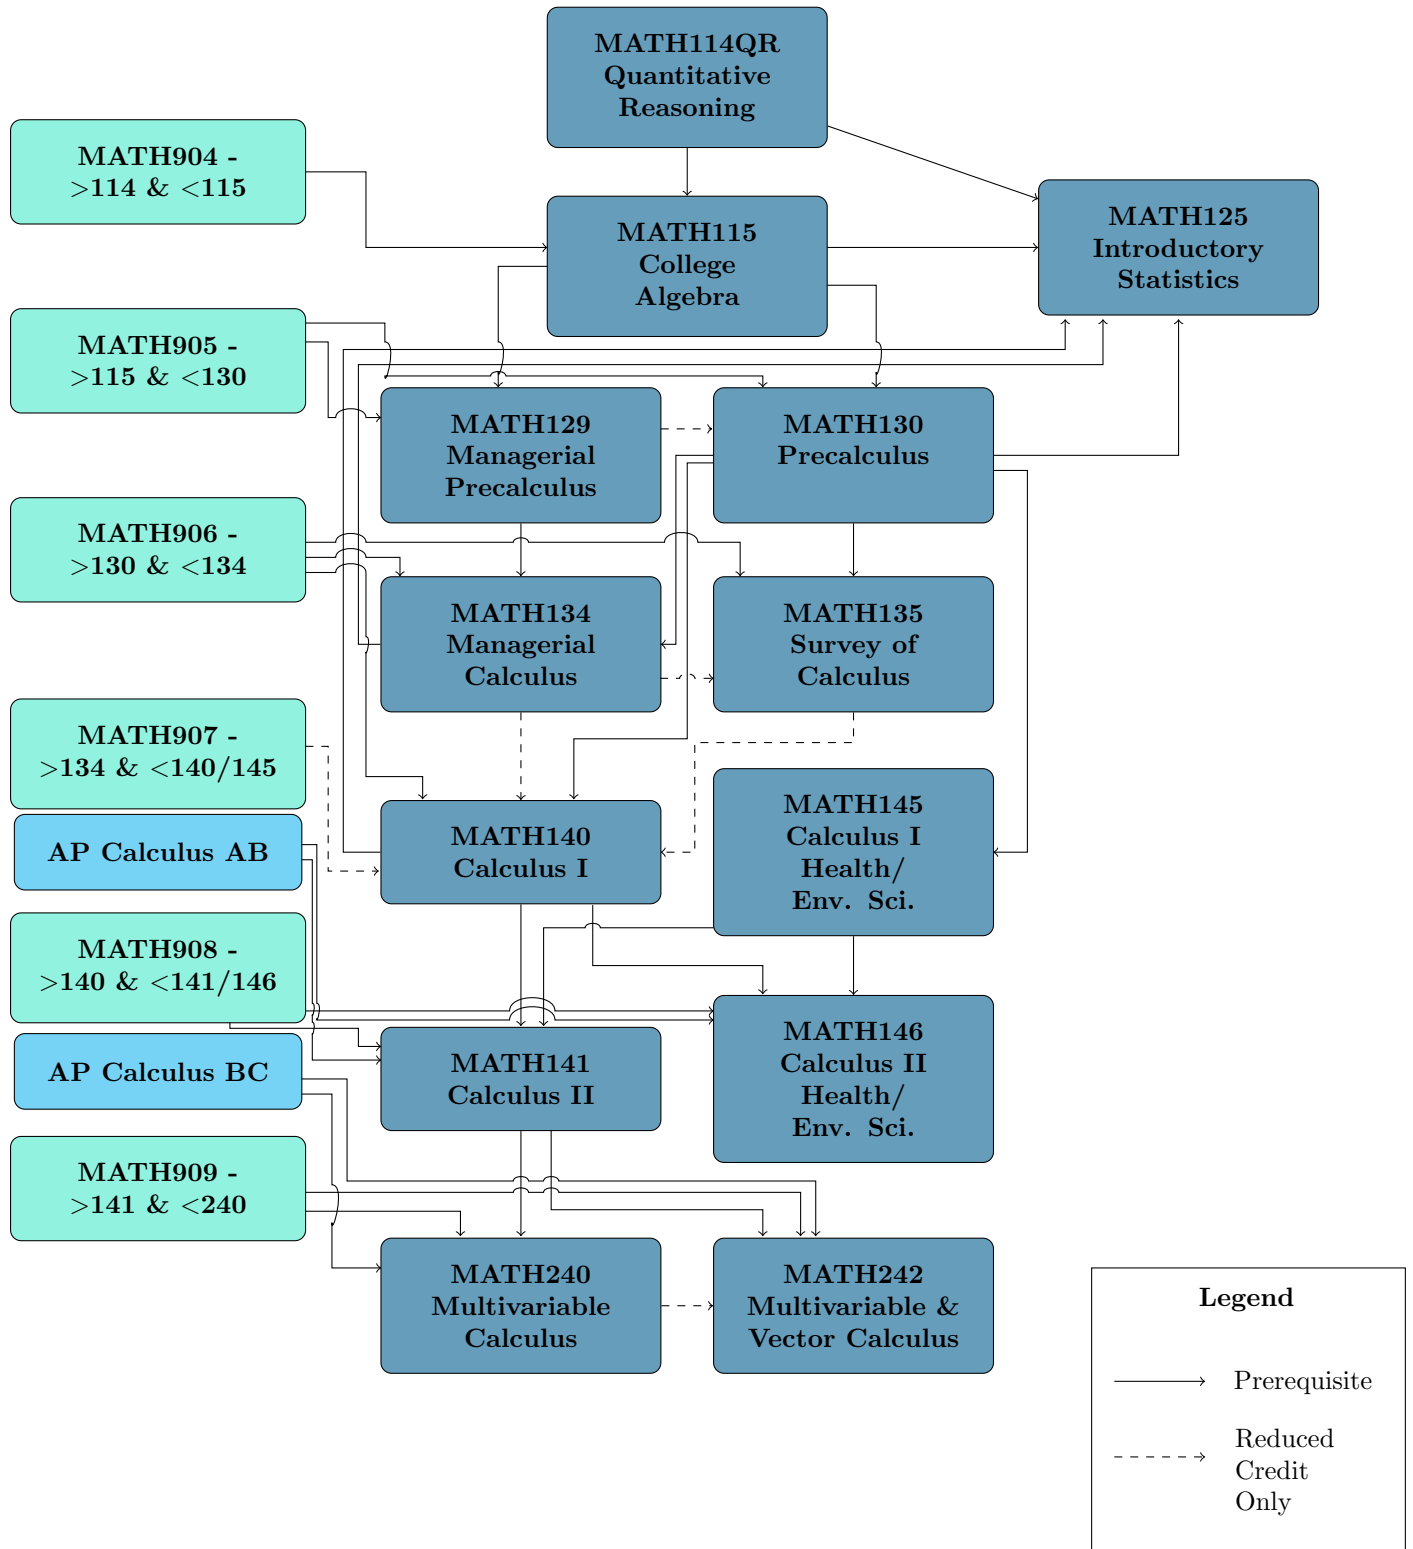 MATH114QR
Quantitative
Reasoning
MATH904 -
>114 & <115
MATH115
College
Algebra
MATH125
Introductory
Statistics
MATH905 -
>115 & <130
MATH129
Managerial
Precalculus
MATH130
Precalculus
MATH906 -
>130 & <134
MATH134
Managerial
Calculus
MATH135
Survey of
Calculus
MATH907 -
>134 & <140/145
AP Calculus AB
MATH140
Calculus I
MATH145
Calculus I
Health/
Env. Sci.
MATH908 -
>140 & <141/146
AP Calculus BC
MATH141
Calculus II
MATH146
Calculus II
Health/
Env. Sci.
MATH909 -
>141 & <240
MATH240
Multivariable
Calculus
MATH242
Multivariable &
Vector Calculus
Legend
Prerequisite
Reduced
Credit
Only